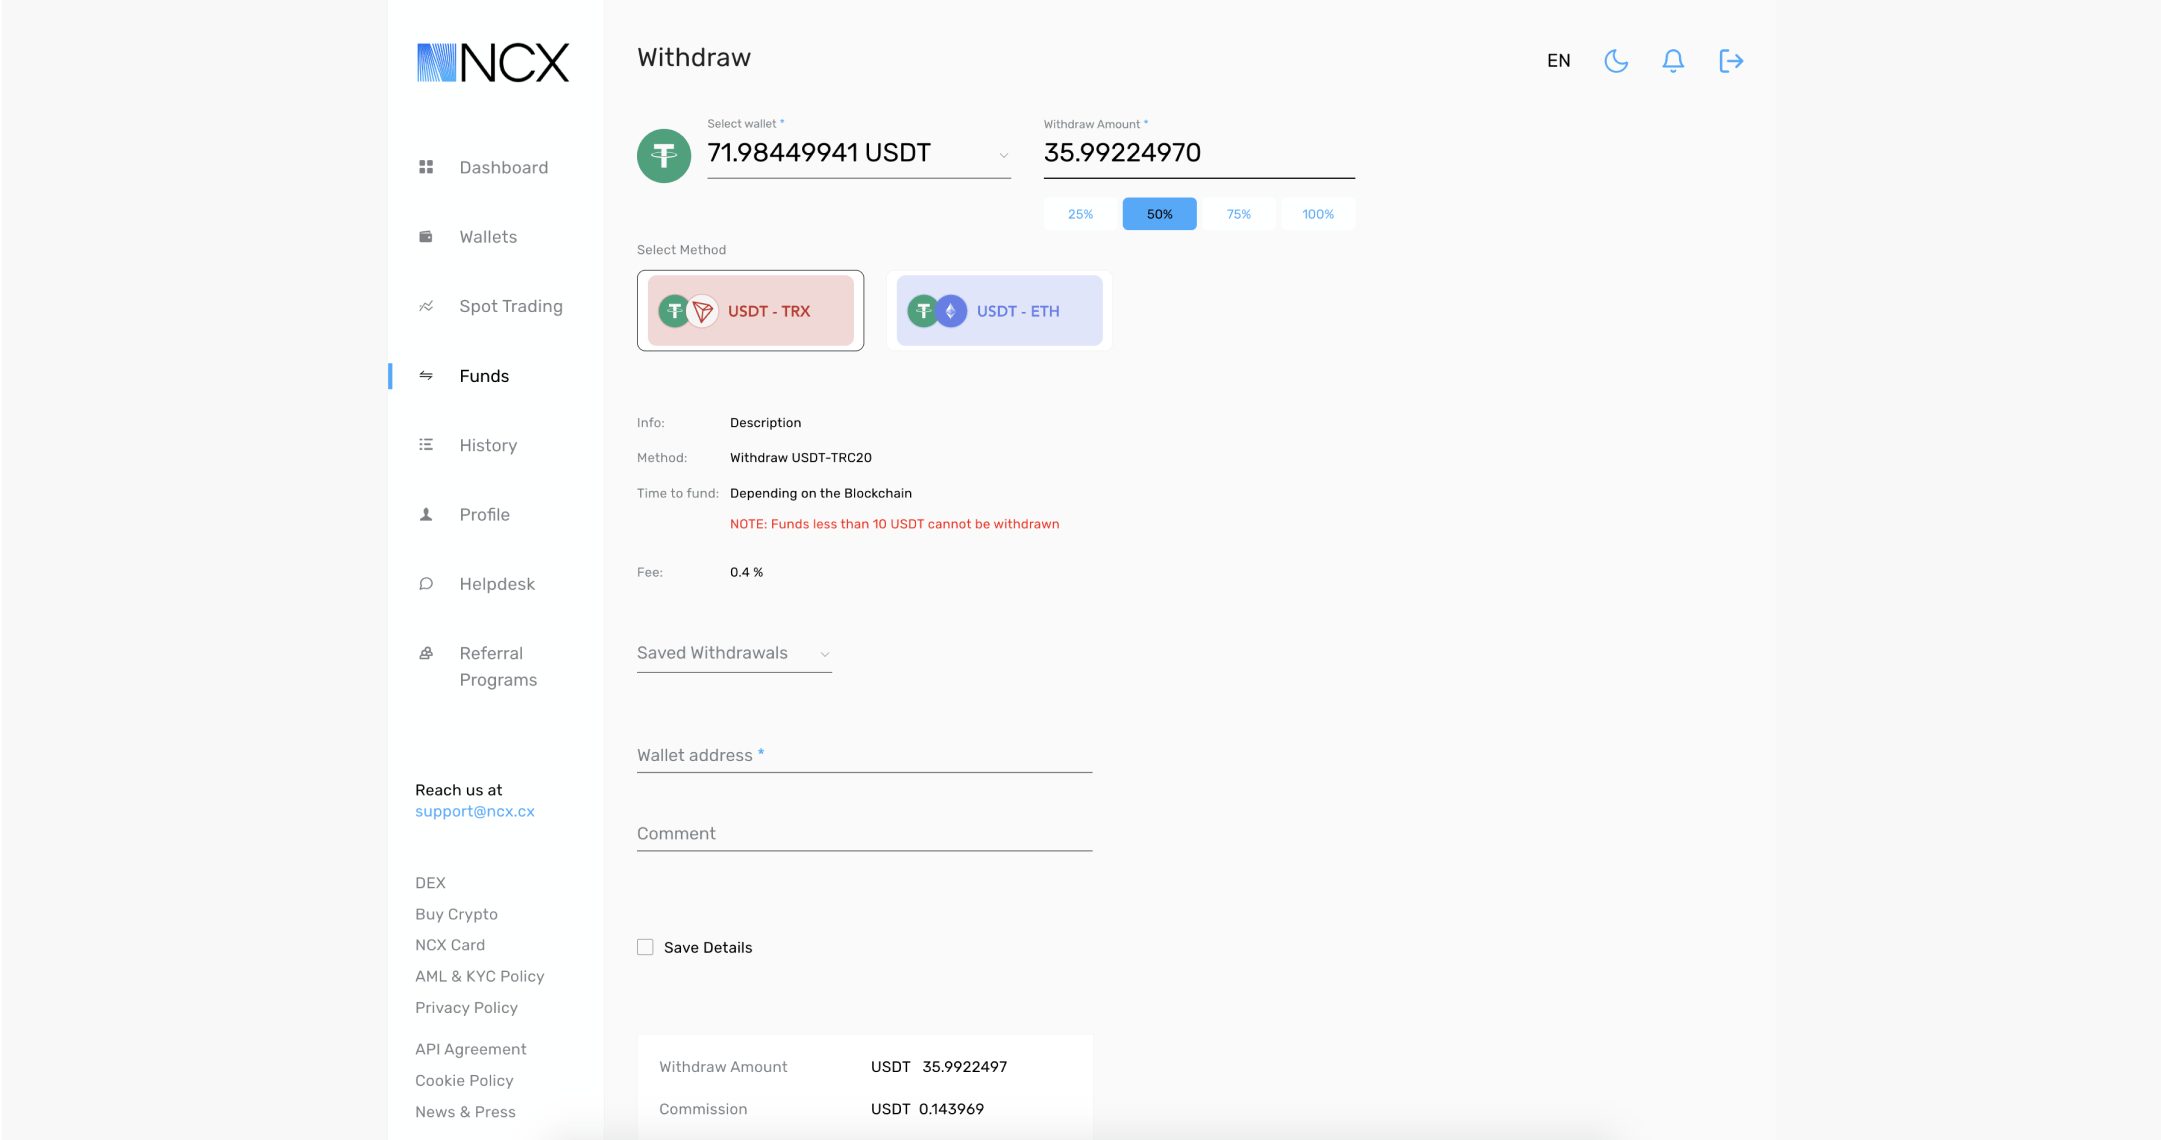 NCX
Dashboard
Wallets
Spot Trading
Funds
History
Profile
Helpdesk
Referral
Programs
Reach us at
support@ncx.cx
DEX
Buy Crypto
NCX Card
AML & KYC Policy
Privacy Policy
API Agreement
Cookie Policy
News & Press
Withdraw
EN
Select wallet *
71.98449941 USDT
Withdraw Amount *
35.99224970
25% 50% 75% 100%
Select Method
USDT - TRX
USDT - ETH
Info: Description
Method: Withdraw USDT-TRC20
Time to fund: Depending on the Blockchain
NOTE: Funds less than 10 USDT cannot be withdrawn
Fee: 0.4 %
Saved Withdrawals
Wallet address *
Comment
Save Details
Withdraw Amount USDT 35.9922497
Commission USDT 0.143969